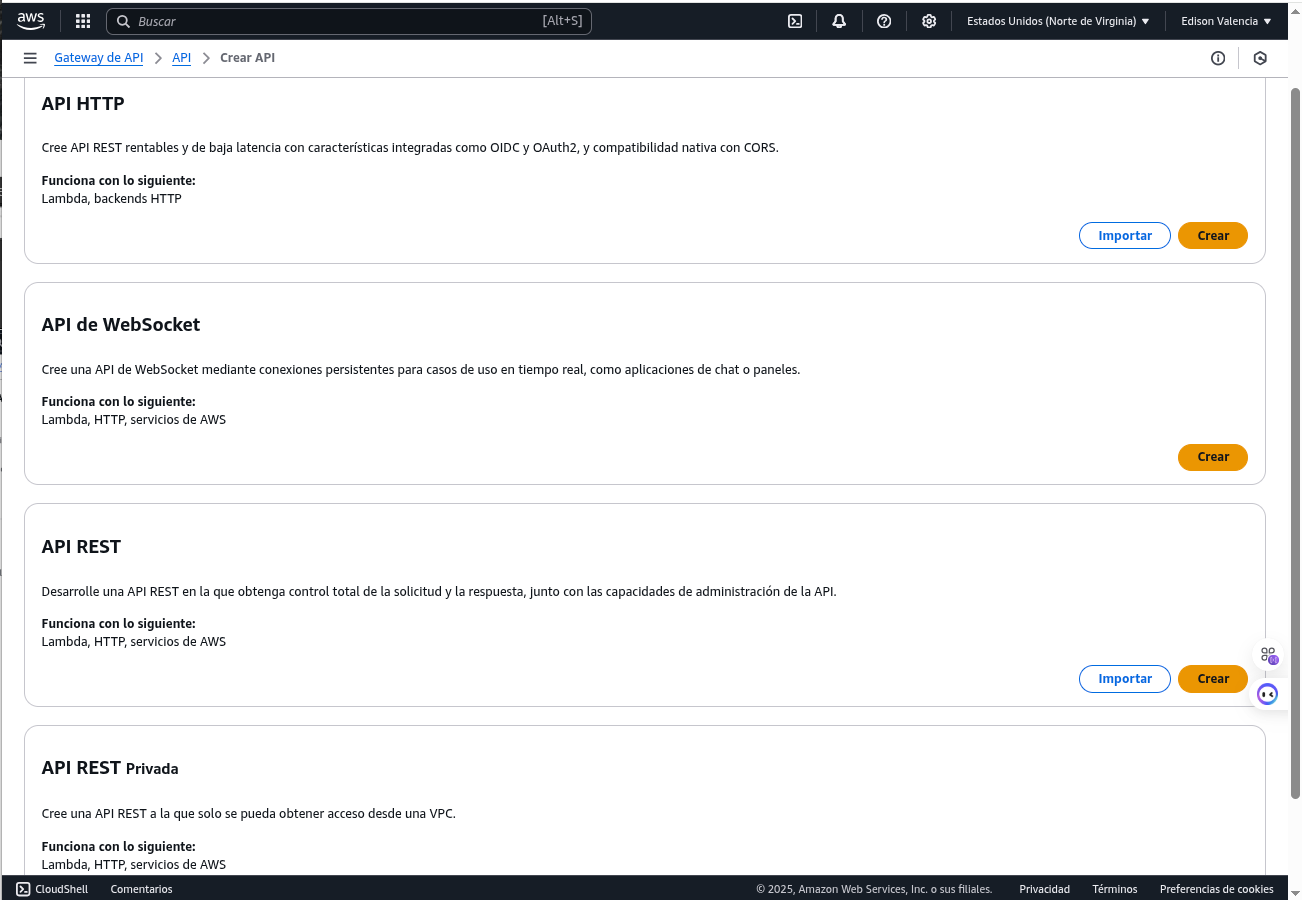 aws
Buscar
[Alt+S]
Estados Unidos (Norte de Virginia)
Edison Valencia
Gateway de API
API
Crear API
API HTTP
Cree API REST rentables y de baja latencia con características integradas como OIDC y OAuth2, y compatibilidad nativa con CORS.
Funciona con lo siguiente:
Lambda, backends HTTP
Importar
Crear
API de WebSocket
Cree una API de WebSocket mediante conexiones persistentes para casos de uso en tiempo real, como aplicaciones de chat o paneles.
Funciona con lo siguiente:
Lambda, HTTP, servicios de AWS
Crear
API REST
Desarrolle una API REST en la que obtenga control total de la solicitud y la respuesta, junto con las capacidades de administración de la API.
Funciona con lo siguiente:
Lambda, HTTP, servicios de AWS
Importar
Crear
API REST Privada
Cree una API REST a la que solo se pueda obtener acceso desde una VPC.
Funciona con lo siguiente:
Lambda, HTTP, servicios de AWS
CloudShell
Comentarios
© 2025, Amazon Web Services, Inc. o sus filiales.
Privacidad
Términos
Preferencias de cookies